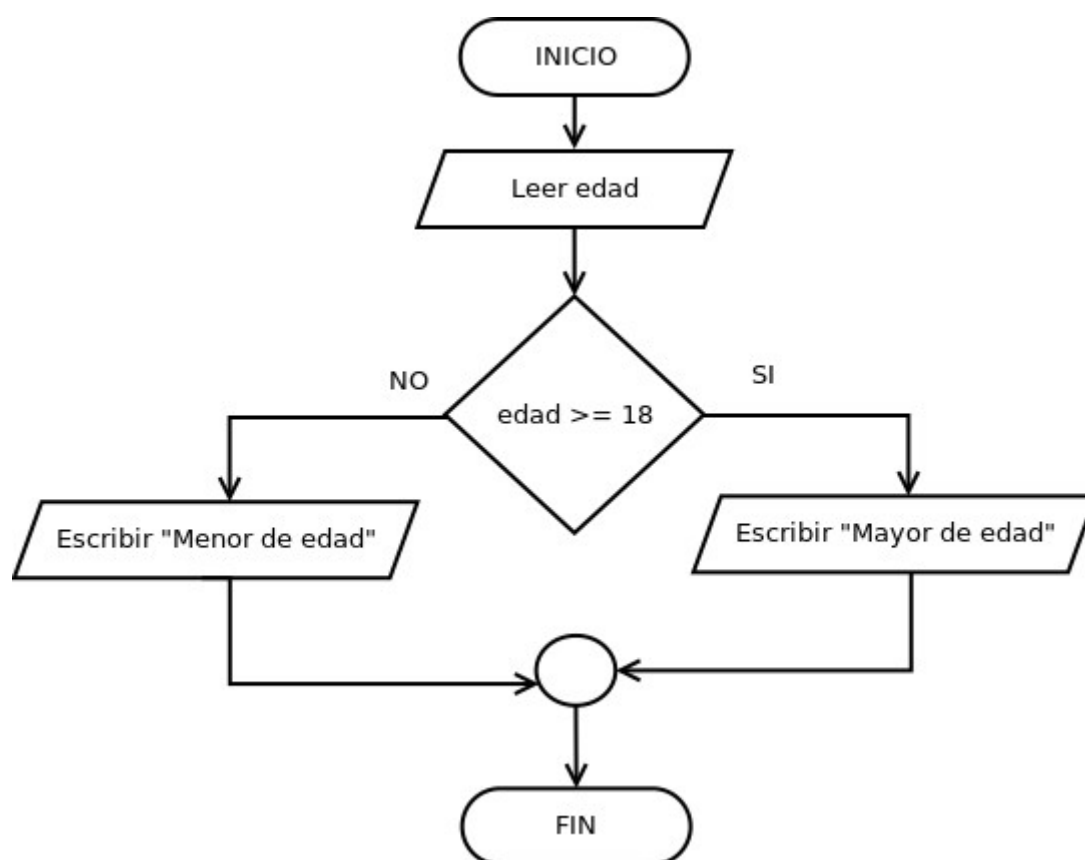 INICIO
Leer edad
NO
SI
edad >= 18
Escribir "Menor de edad"
Escribir "Mayor de edad"
FIN